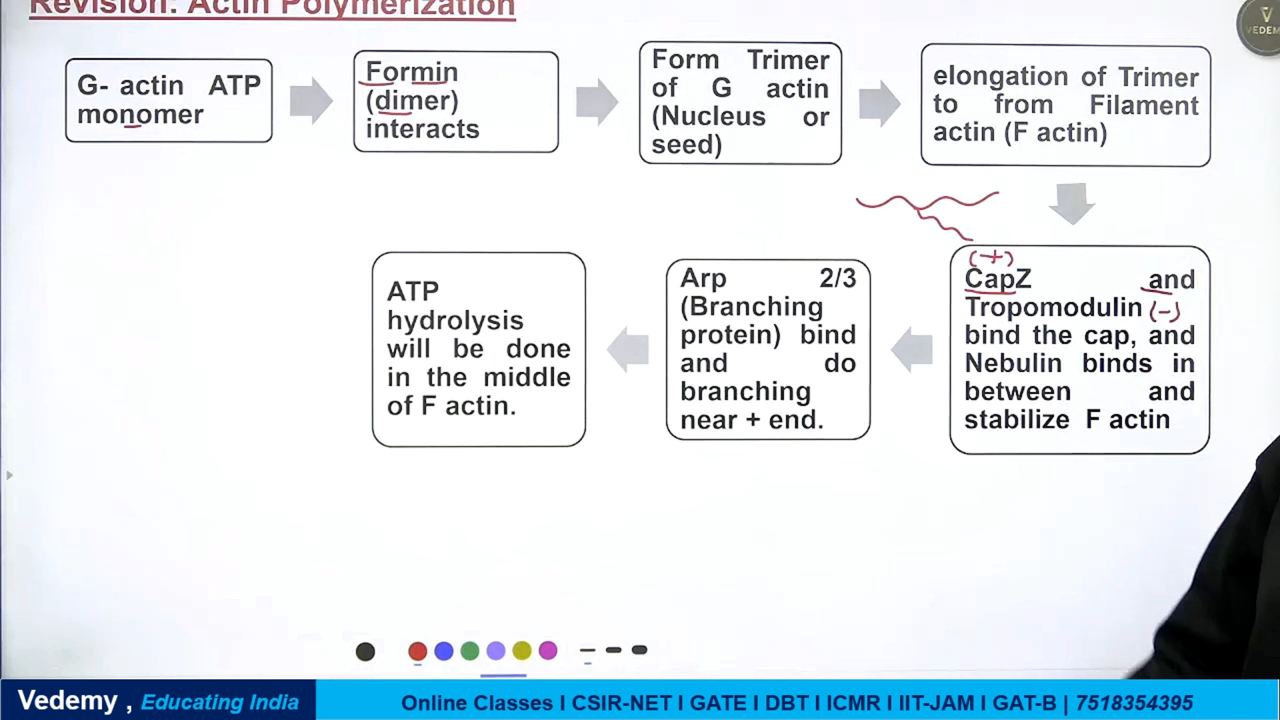 Revision: Actin Polymerization
V
VEDEM
G- actin ATP
monomer
Formin
(dimer)
interacts
Form Trimer
of G actin
(Nucleus or
seed)
elongation of Trimer
to from Filament
actin (F actin)
(+)
CapZ and
Tropomodulin (-)
bind the cap, and
Nebulin binds in
between and
stabilize F actin
Arp 2/3
(Branching
protein) bind
and do
branching
near + end.
ATP
hydrolysis
will be done
in the middle
of F actin.
Vedemy , Educating India
Online Classes I CSIR-NET I GATE I DBT I ICMR I IIT-JAM I GAT-B | 7518354395